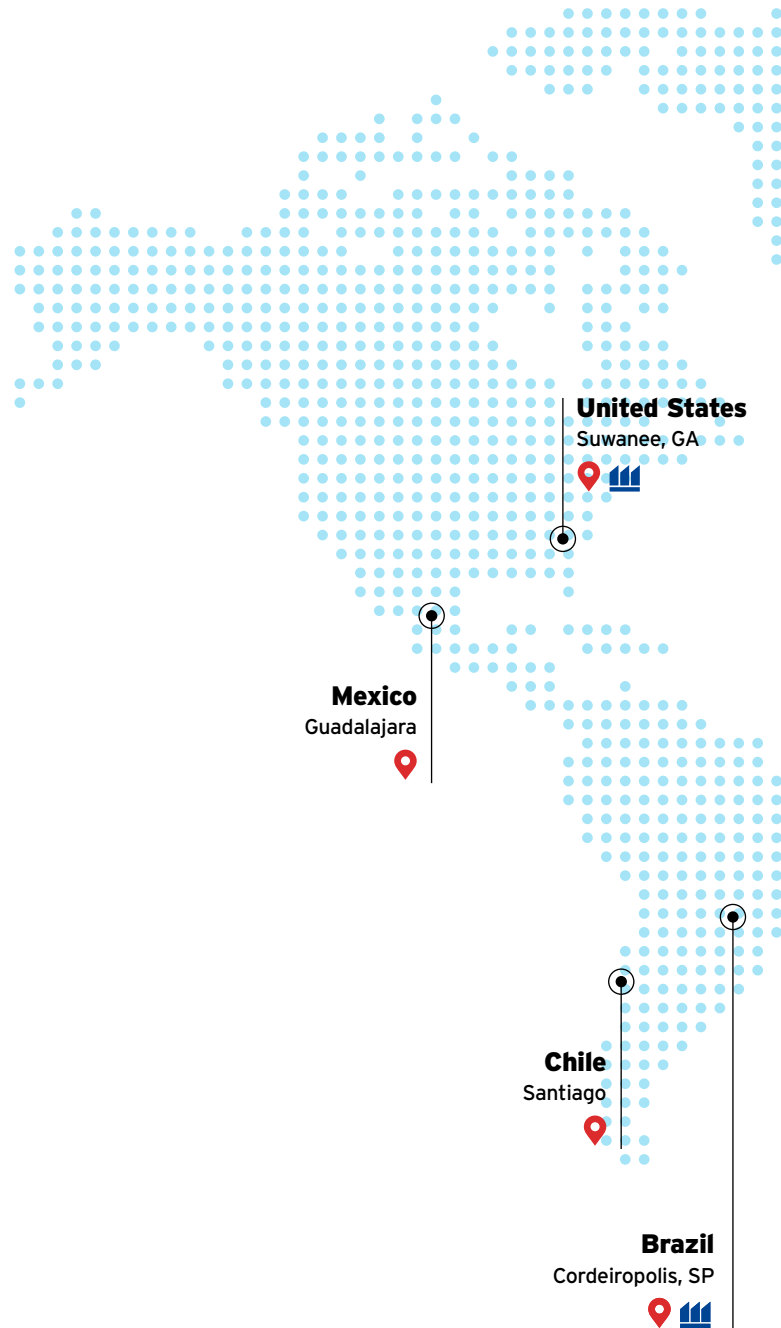 United States
Suwanee, GA
Mexico
Guadalajara
Chile
Santiago
Brazil
Cordeiropolis, SP